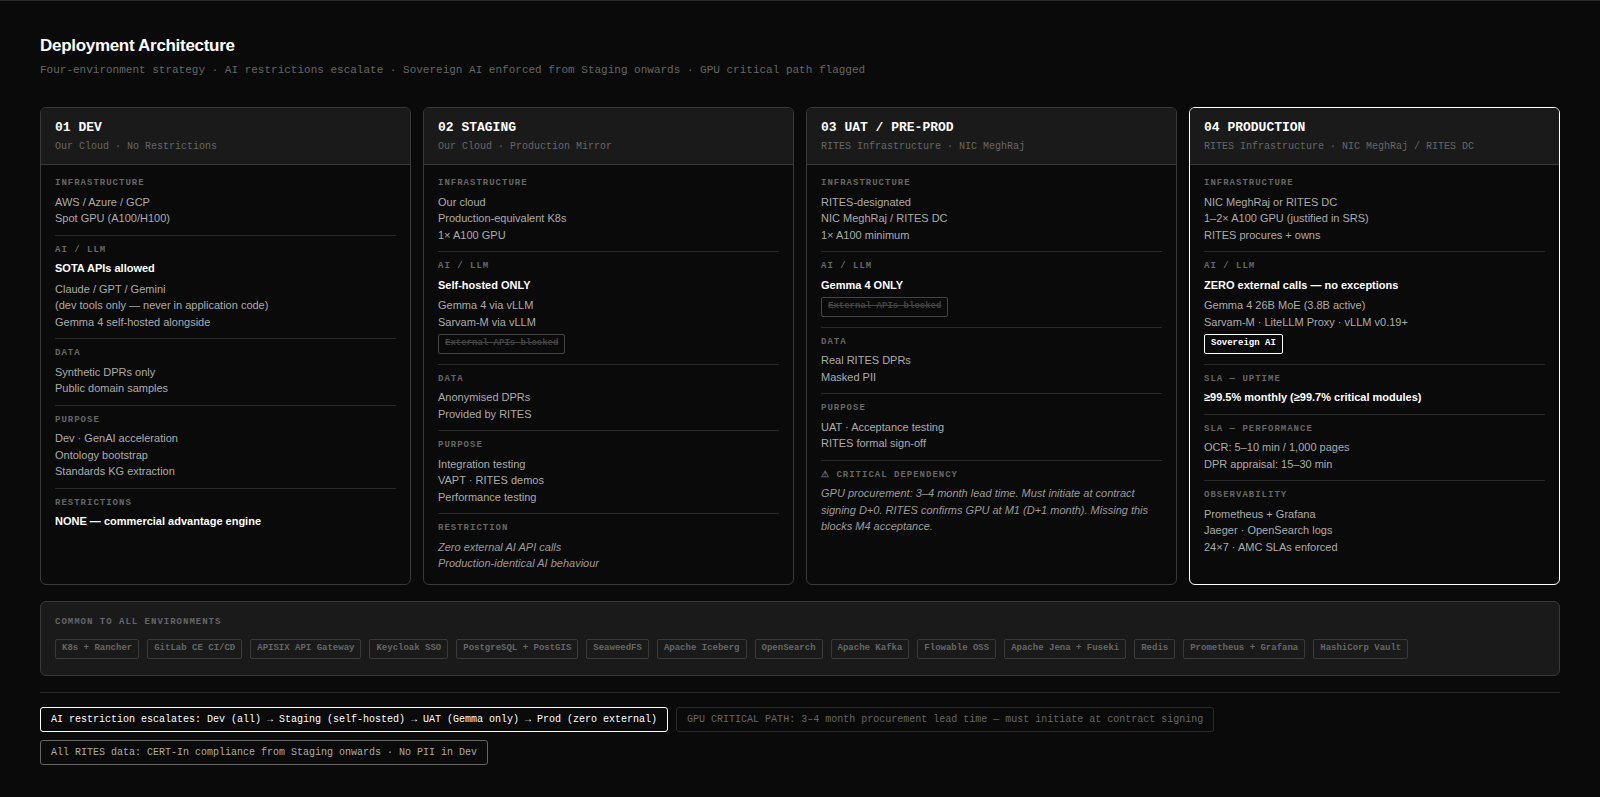 Deployment Architecture
Four-environment strategy · AI restrictions escalate · Sovereign AI enforced from Staging onwards · GPU critical path flagged
01 DEV
Our Cloud · No Restrictions
INFRASTRUCTURE
AWS / Azure / GCP
Spot GPU (A100/H100)
AI / LLM
SOTA APIs allowed
Claude / GPT / Gemini
(dev tools only — never in application code)
Gemma 4 self-hosted alongside
DATA
Synthetic DPRs only
Public domain samples
PURPOSE
Dev · GenAI acceleration
Ontology bootstrap
Standards KG extraction
RESTRICTIONS
NONE — commercial advantage engine
02 STAGING
Our Cloud · Production Mirror
INFRASTRUCTURE
Our cloud
Production-equivalent K8s
1× A100 GPU
AI / LLM
Self-hosted ONLY
Gemma 4 via vLLM
Sarvam-M via vLLM
External APIs blocked
DATA
Anonymised DPRs
Provided by RITES
PURPOSE
Integration testing
VAPT · RITES demos
Performance testing
RESTRICTION
Zero external AI API calls
Production-identical AI behaviour
03 UAT / PRE-PROD
RITES Infrastructure · NIC MeghRaj
INFRASTRUCTURE
RITES-designated
NIC MeghRaj / RITES DC
1× A100 minimum
AI / LLM
Gemma 4 ONLY
External APIs blocked
DATA
Real RITES DPRs
Masked PII
PURPOSE
UAT · Acceptance testing
RITES formal sign-off
⚠ CRITICAL DEPENDENCY
GPU procurement: 3–4 month lead time. Must initiate at contract
signing D+0. RITES confirms GPU at M1 (D+1 month). Missing this
blocks M4 acceptance.
04 PRODUCTION
RITES Infrastructure · NIC MeghRaj / RITES DC
INFRASTRUCTURE
NIC MeghRaj or RITES DC
1–2× A100 GPU (justified in SRS)
RITES procures + owns
AI / LLM
ZERO external calls — no exceptions
Gemma 4 26B MoE (3.8B active)
Sarvam-M · LiteLLM Proxy · vLLM v0.19+
Sovereign AI
SLA — UPTIME
≥99.5% monthly (≥99.7% critical modules)
SLA — PERFORMANCE
OCR: 5–10 min / 1,000 pages
DPR appraisal: 15–30 min
OBSERVABILITY
Prometheus + Grafana
Jaeger · OpenSearch logs
24×7 · AMC SLAs enforced
COMMON TO ALL ENVIRONMENTS
K8s + Rancher GitLab CE CI/CD APISIX API Gateway Keycloak SSO PostgreSQL + PostGIS SeaweedFS Apache Iceberg OpenSearch Apache Kafka Flowable OSS Apache Jena + Fuseki Redis Prometheus + Grafana HashiCorp Vault
AI restriction escalates: Dev (all) → Staging (self-hosted) → UAT (Gemma only) → Prod (zero external)
GPU CRITICAL PATH: 3–4 month procurement lead time — must initiate at contract signing
All RITES data: CERT-In compliance from Staging onwards · No PII in Dev